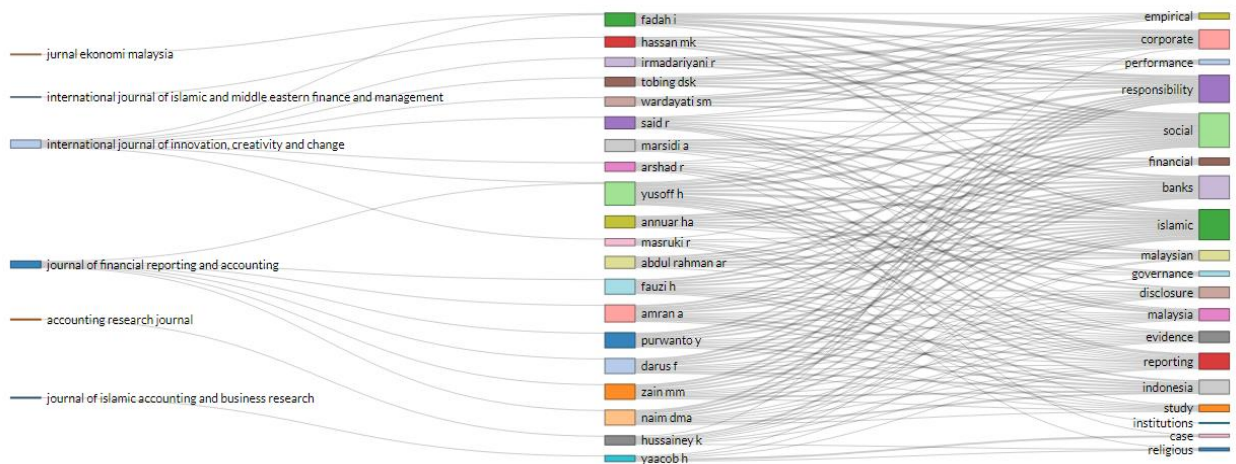 jurnal ekonomi malaysia
international journal of islamic and middle eastern finance and management
international journal of innovation, creativity and change
journal of financial reporting and accounting
accounting research journal
journal of islamic accounting and business research
fadah i
hassan mk
irmadariyani r
tobing dsk
wardayati sm
said r
marsidi a
arshad r
yusoff h
annuar ha
masruki r
abdul rahman ar
fauzi h
amran a
purwanto y
darus f
zain mm
naim dma
hussainey k
yaacob h
empirical
corporate
performance
responsibility
social
financial
banks
islamic
malaysian
governance
disclosure
malaysia
evidence
reporting
indonesia
study
institutions
case
religious